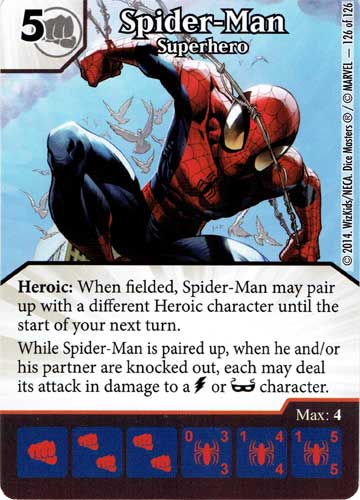 5
Spider-Man
Superhero
© 2014. WizKids/NECA. Dice Masters ® / © MARVEL — 126 of 126
Heroic: When fielded, Spider-Man may pair
up with a different Heroic character until the
start of your next turn.
While Spider-Man is paired up, when he and/or
his partner are knocked out, each may deal
its attack in damage to a or character.
Max: 4
0 3 3
1 4 4
1 5 5